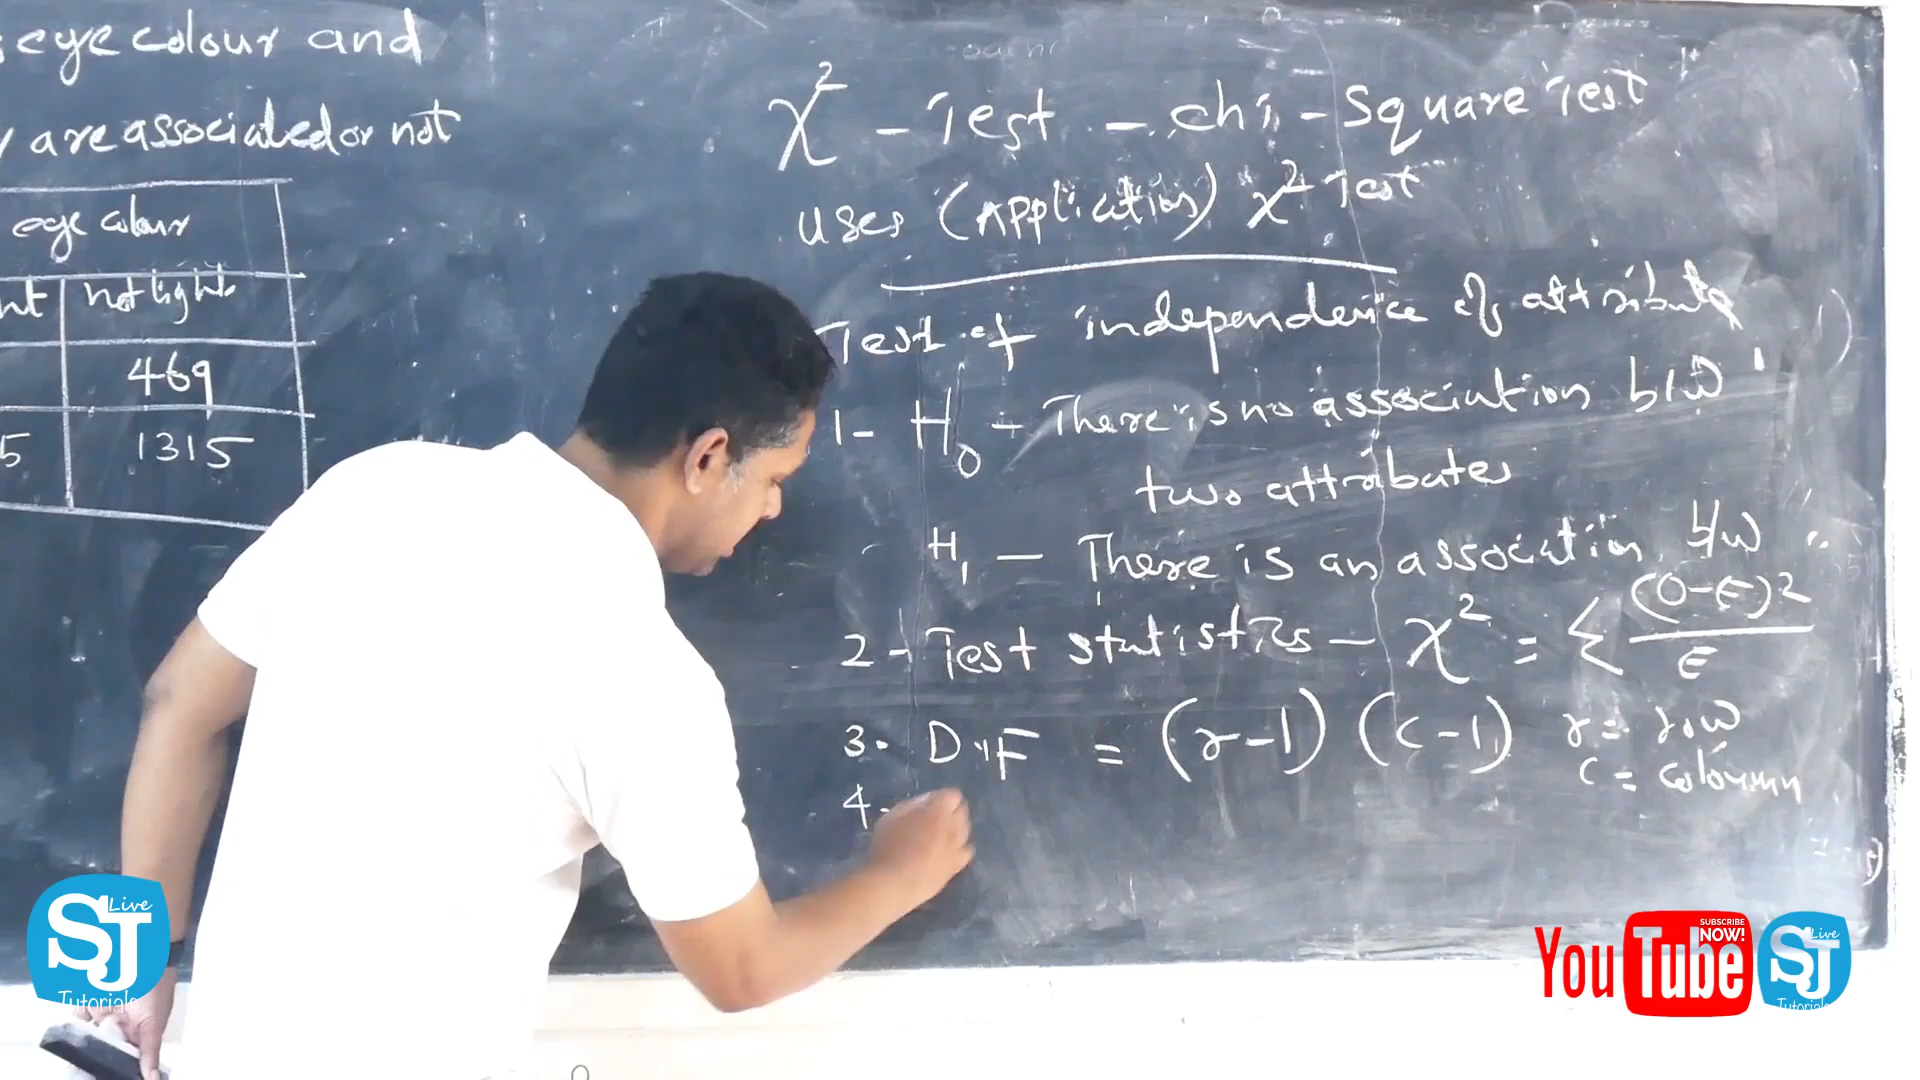 eye colour and
are associated or not
eye colour
not light
469
5
1315
χ² - Test - chi - Square Test
uses (Application) χ² Test
Test of independence of attribute
1- H₀ - There is no association b/w
two attributes
H₁ - There is an association b/w "
2 - Test statistics - χ² = Σ (O-E)² / E
3. D.F = (r-1) (c-1) r = row
c = coloumn
4.
SJ Live Tutorials
YouTube SUBSCRIBE NOW!
SJ Live Tutorials